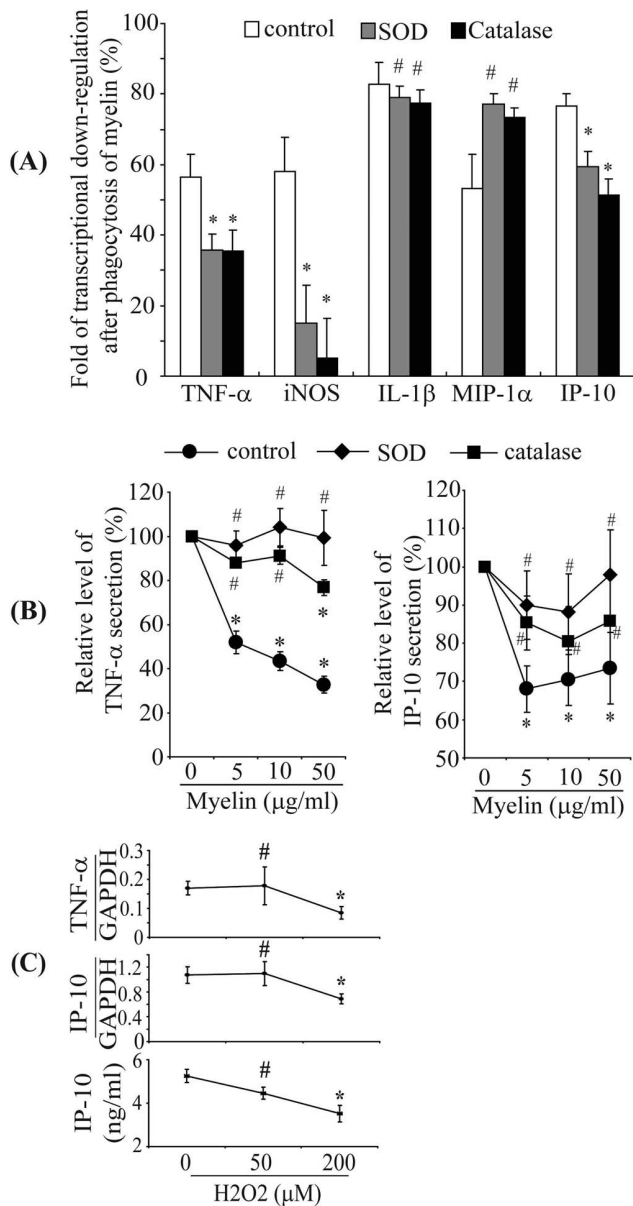 (A)
Fold of transcriptional down-regulation
after phagocytosis of myelin (%)
control SOD Catalase
100
80
60
40
20
0
* *
* *
# #
# #
* *
TNF-α iNOS IL-1β MIP-1α IP-10
control SOD catalase
(B)
Relative level of
TNF-α secretion (%)
120
100
80
60
40
20
0
# # #
# # *
* * *
0 5 10 50
Myelin (μg/ml)
Relative level of
IP-10 secretion (%)
120
110
100
90
80
70
60
50
# # #
# # #
* * *
0 5 10 50
Myelin (μg/ml)
(C)
TNF-α
GAPDH
0.3
0.2
0.1
0
# *
IP-10
GAPDH
1.2
0.8
0.4
0
# *
IP-10
(ng/ml)
6
4
2
# *
0 50 200
H2O2 (μM)